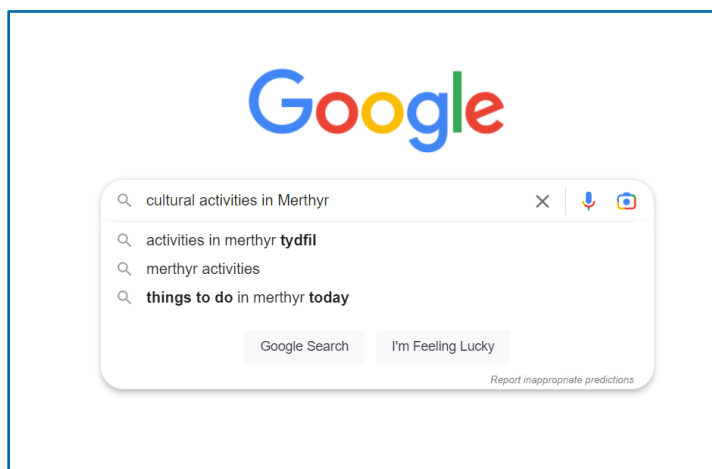 Google
cultural activities in Merthyr
activities in merthyr tydfil
merthyr activities
things to do in merthyr today
Google Search I'm Feeling Lucky
Report inappropriate predictions